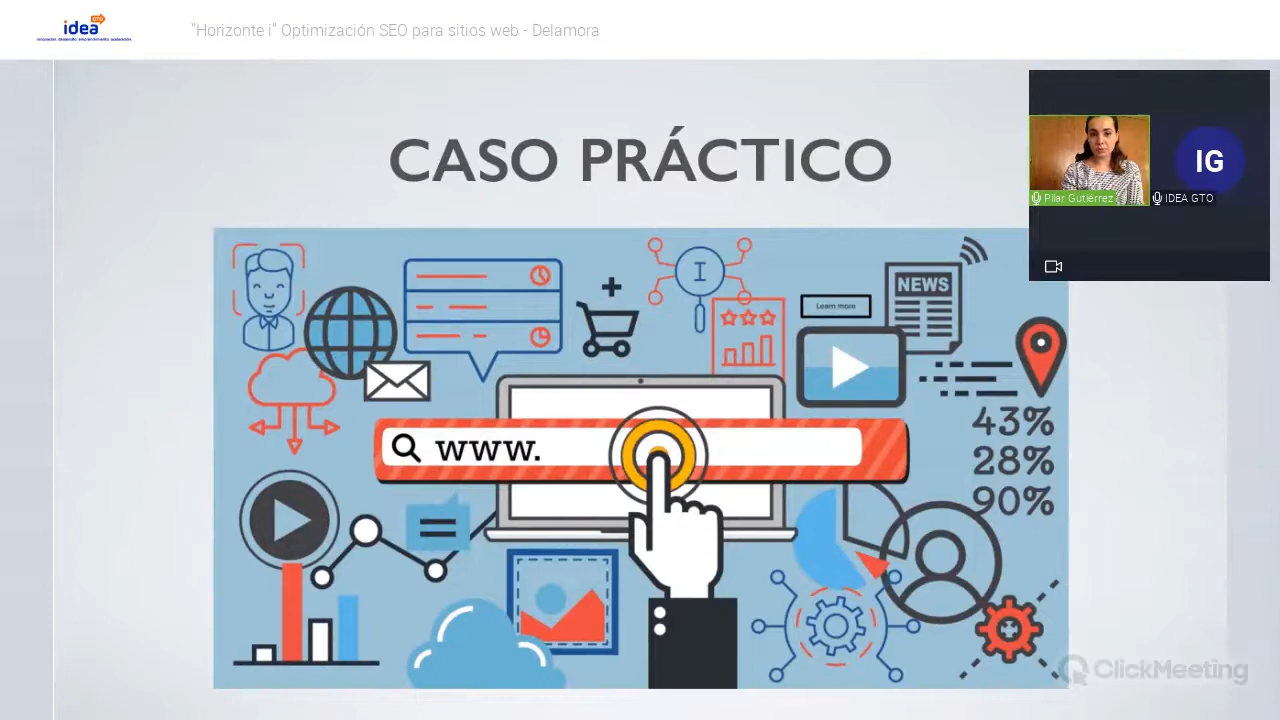 idea GTO
"Horizonte i" Optimización SEO para sitios web - Delamora
CASO PRÁCTICO
IG
Pilar Gutiérrez
IDEA GTO
I
NEWS
Learn more
www.
43%
28%
90%
ClickMeeting